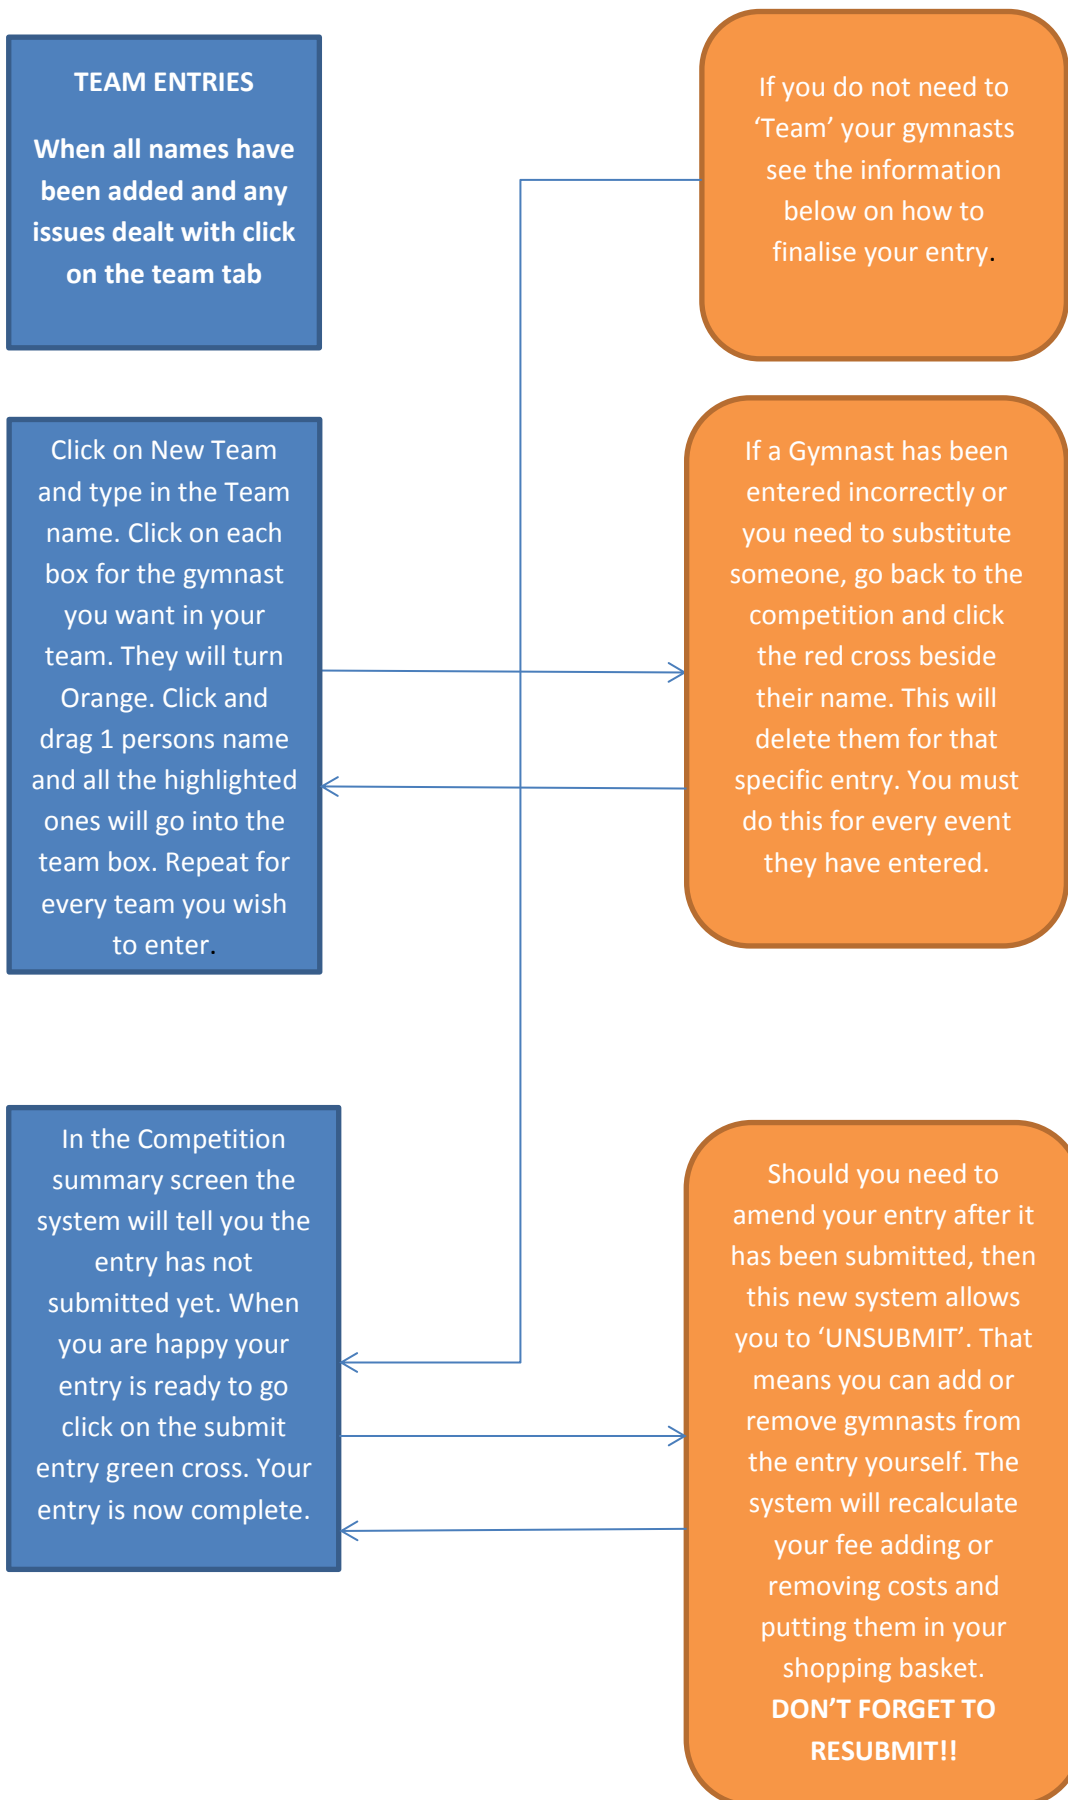 TEAM ENTRIES
When all names have
been added and any
issues dealt with click
on the team tab
If you do not need to
‘Team’ your gymnasts
see the information
below on how to
finalise your entry.
Click on New Team
and type in the Team
name. Click on each
box for the gymnast
you want in your
team. They will turn
Orange. Click and
drag 1 persons name
and all the highlighted
ones will go into the
team box. Repeat for
every team you wish
to enter.
If a Gymnast has been
entered incorrectly or
you need to substitute
someone, go back to the
competition and click
the red cross beside
their name. This will
delete them for that
specific entry. You must
do this for every event
they have entered.
In the Competition
summary screen the
system will tell you the
entry has not
submitted yet. When
you are happy your
entry is ready to go
click on the submit
entry green cross. Your
entry is now complete.
Should you need to
amend your entry after it
has been submitted, then
this new system allows
you to ‘UNSUBMIT’. That
means you can add or
remove gymnasts from
the entry yourself. The
system will recalculate
your fee adding or
removing costs and
putting them in your
shopping basket.
DON’T FORGET TO
RESUBMIT!!